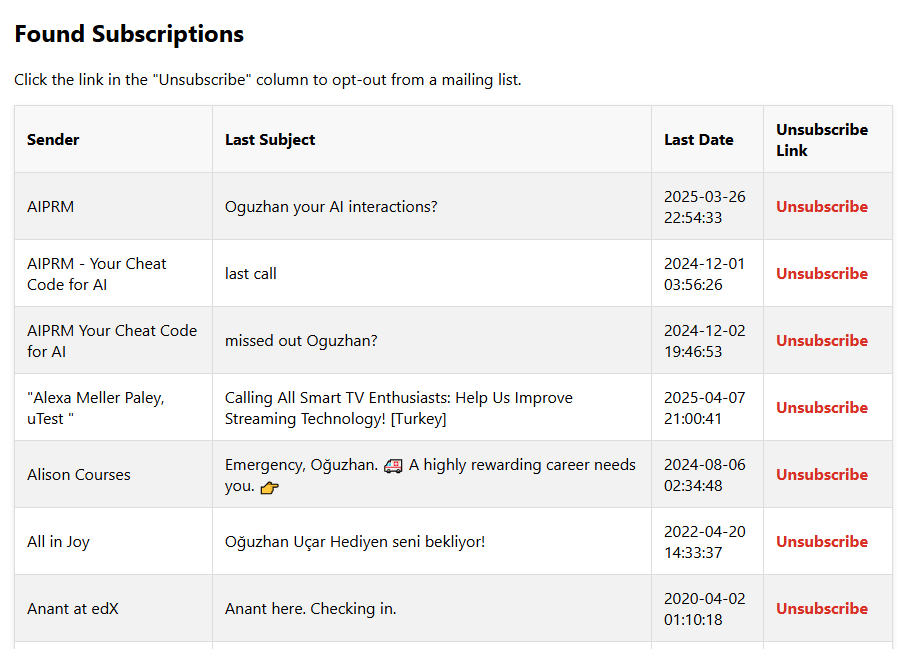 Found Subscriptions
Click the link in the "Unsubscribe" column to opt-out from a mailing list.
Sender
Last Subject
Last Date
Unsubscribe
Link
AIPRM
Oguzhan your AI interactions?
2025-03-26
22:54:33
Unsubscribe
AIPRM - Your Cheat
Code for AI
last call
2024-12-01
03:56:26
Unsubscribe
AIPRM Your Cheat Code
for AI
missed out Oguzhan?
2024-12-02
19:46:53
Unsubscribe
"Alexa Meller Paley,
uTest "
Calling All Smart TV Enthusiasts: Help Us Improve
Streaming Technology! [Turkey]
2025-04-07
21:00:41
Unsubscribe
Alison Courses
Emergency, Oğuzhan. 🚑 A highly rewarding career needs
you. 👉
2024-08-06
02:34:48
Unsubscribe
All in Joy
Oğuzhan Uçar Hediyen seni bekliyor!
2022-04-20
14:33:37
Unsubscribe
Anant at edX
Anant here. Checking in.
2020-04-02
01:10:18
Unsubscribe